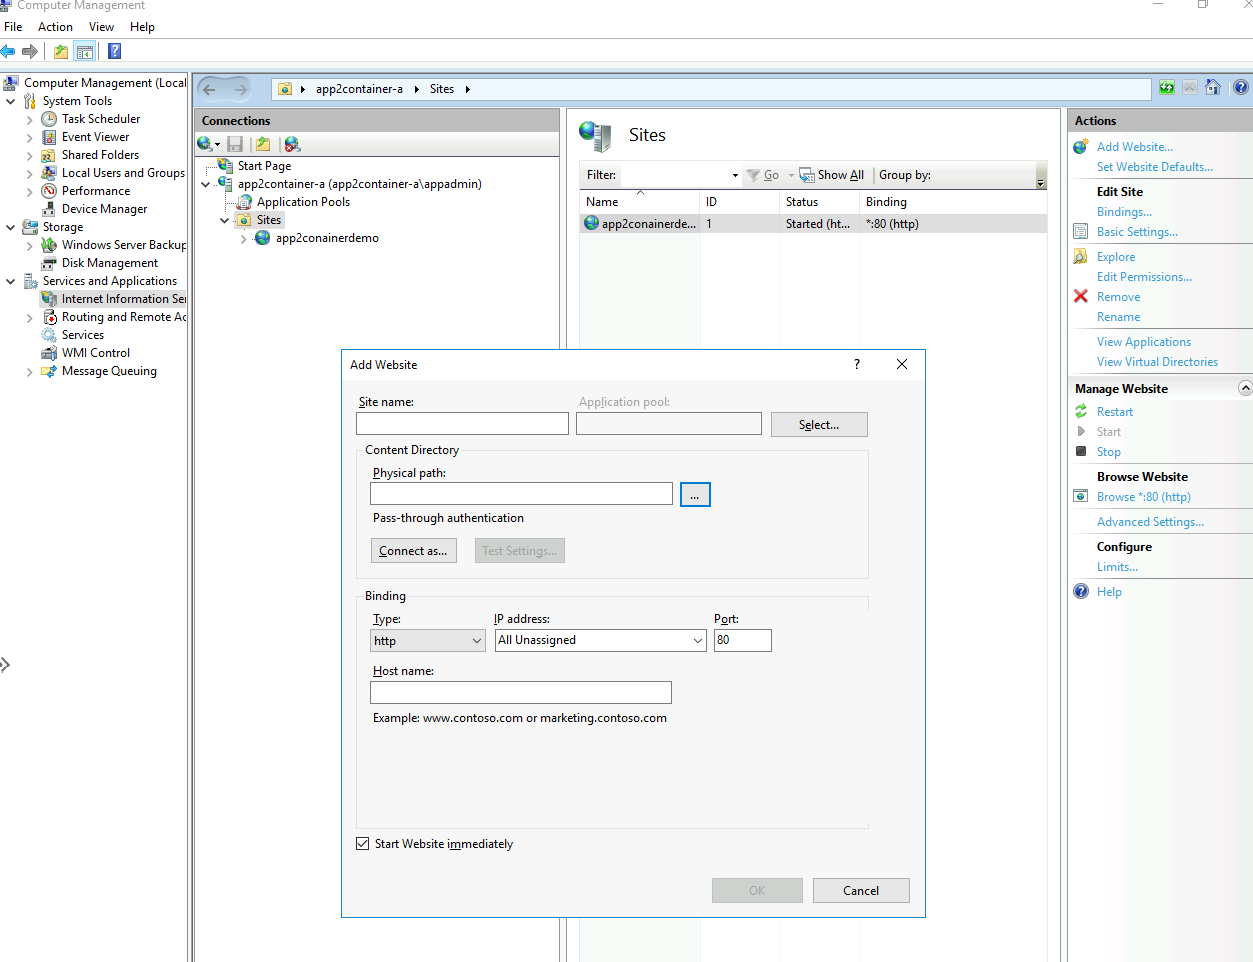 Computer Management
File Action View Help
Computer Management (Local
System Tools
Task Scheduler
Event Viewer
Shared Folders
Local Users and Groups
Performance
Device Manager
Storage
Windows Server Backup
Disk Management
Services and Applications
Internet Information Ser
Routing and Remote Ac
Services
WMI Control
Message Queuing
app2container-a Sites
Connections
Start Page
app2container-a (app2container-a\appadmin)
Application Pools
Sites
app2conainerdemo
Sites
Filter: Go Show All Group by:
Name ID Status Binding
app2conainerde... 1 Started (ht... *:80 (http)
Add Website ?
Site name: Application pool:
Select...
Content Directory
Physical path:
...
Pass-through authentication
Connect as... Test Settings...
Binding
Type: IP address: Port:
http All Unassigned 80
Host name:
Example: www.contoso.com or marketing.contoso.com
Start Website immediately
OK Cancel
Actions
Add Website...
Set Website Defaults...
Edit Site
Bindings...
Basic Settings...
Explore
Edit Permissions...
Remove
Rename
View Applications
View Virtual Directories
Manage Website
Restart
Start
Stop
Browse Website
Browse *:80 (http)
Advanced Settings...
Configure
Limits...
Help